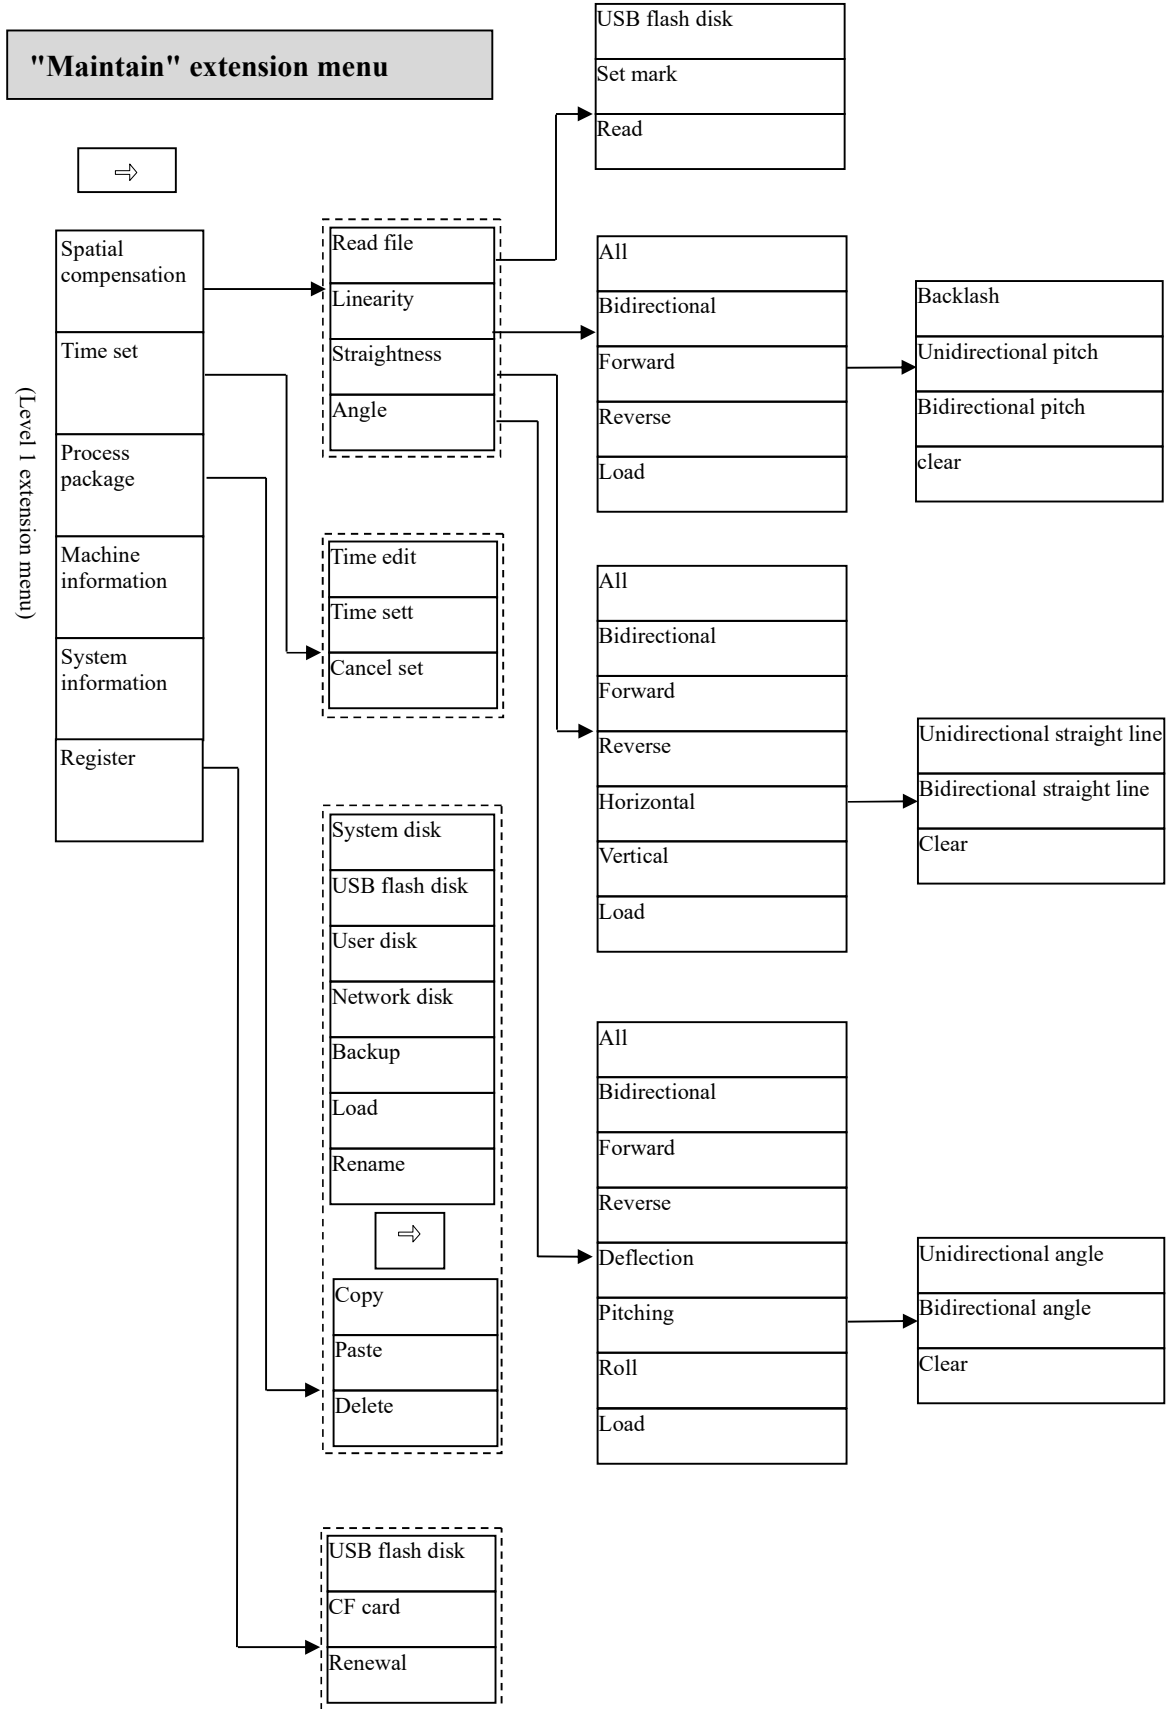 "Maintain" extension menu
⇨
(Level 1 extension menu)
Spatial
compensation
Time set
Process
package
Machine
information
System
information
Register
Read file
Linearity
Straightness
Angle
Time edit
Time sett
Cancel set
System disk
USB flash disk
User disk
Network disk
Backup
Load
Rename
⇨
Copy
Paste
Delete
USB flash disk
CF card
Renewal
USB flash disk
Set mark
Read
All
Bidirectional
Forward
Reverse
Load
All
Bidirectional
Forward
Reverse
Horizontal
Vertical
Load
All
Bidirectional
Forward
Reverse
Deflection
Pitching
Roll
Load
Backlash
Unidirectional pitch
Bidirectional pitch
clear
Unidirectional straight line
Bidirectional straight line
Clear
Unidirectional angle
Bidirectional angle
Clear